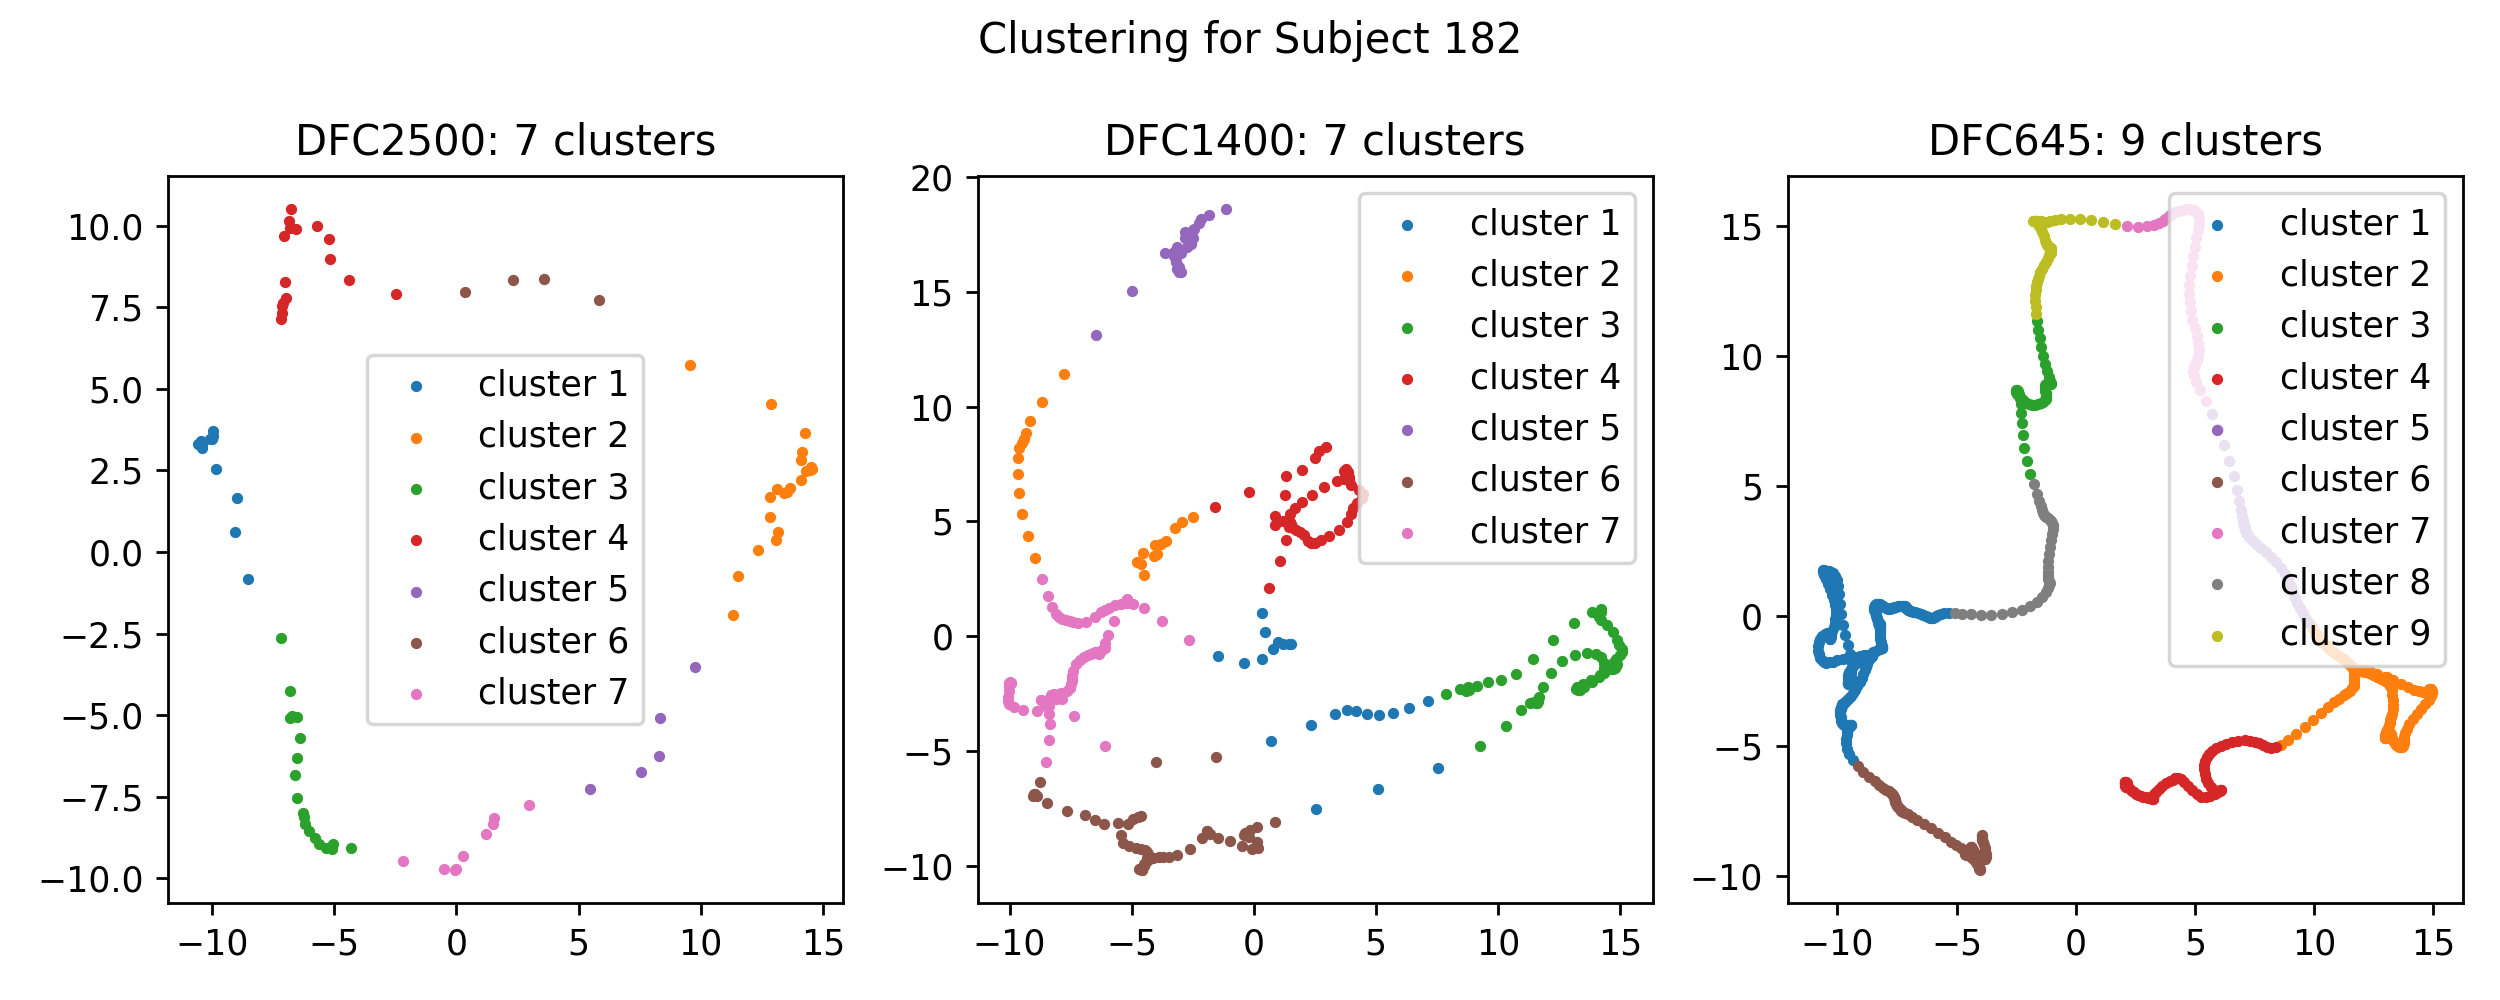 Clustering for Subject 182
DFC2500: 7 clusters
10.0
7.5
5.0
2.5
0.0
−2.5
−5.0
−7.5
−10.0
−10
−5
0
5
10
15
cluster 1
cluster 2
cluster 3
cluster 4
cluster 5
cluster 6
cluster 7
DFC1400: 7 clusters
20
15
10
5
0
−5
−10
−10
−5
0
5
10
15
cluster 1
cluster 2
cluster 3
cluster 4
cluster 5
cluster 6
cluster 7
DFC645: 9 clusters
15
10
5
0
−5
−10
−10
−5
0
5
10
15
cluster 1
cluster 2
cluster 3
cluster 4
cluster 5
cluster 6
cluster 7
cluster 8
cluster 9